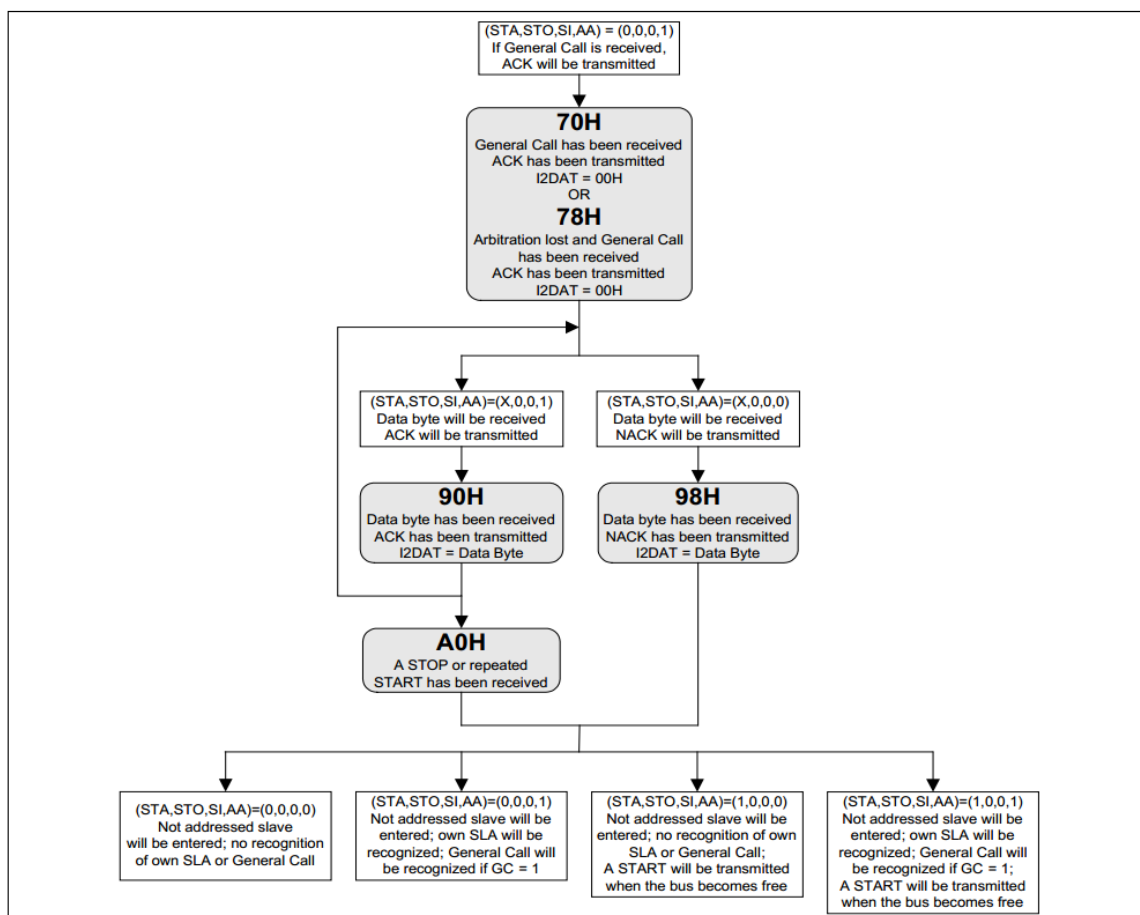 (STA,STO,SI,AA) = (0,0,0,1)
If General Call is received,
ACK will be transmitted
70H
General Call has been received
ACK has been transmitted
I2DAT = 00H
OR
78H
Arbitration lost and General Call
has been received
ACK has been transmitted
I2DAT = 00H
(STA,STO,SI,AA)=(X,0,0,1)
Data byte will be received
ACK will be transmitted
(STA,STO,SI,AA)=(X,0,0,0)
Data byte will be received
NACK will be transmitted
90H
Data byte has been received
ACK has been transmitted
I2DAT = Data Byte
98H
Data byte has been received
NACK has been transmitted
I2DAT = Data Byte
A0H
A STOP or repeated
START has been received
(STA,STO,SI,AA)=(0,0,0,0)
Not addressed slave
will be entered; no recognition
of own SLA or General Call
(STA,STO,SI,AA)=(0,0,0,1)
Not addressed slave will be
entered; own SLA will be
recognized; General Call will
be recognized if GC = 1
(STA,STO,SI,AA)=(1,0,0,0)
Not addressed slave will be
entered; no recognition of own
SLA or General Call;
A START will be transmitted
when the bus becomes free
(STA,STO,SI,AA)=(1,0,0,1)
Not addressed slave will be
entered; own SLA will be
recognized; General Call will
be recognized if GC = 1;
A START will be transmitted
when the bus becomes free